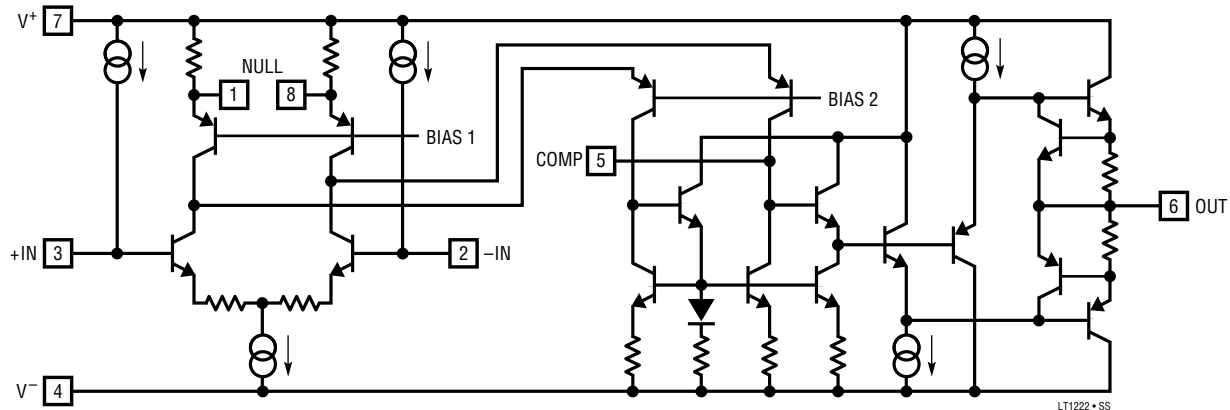 V+ 7
NULL
1 8
BIAS 1
BIAS 2
COMP 5
+IN 3
2 –IN
6 OUT
V– 4
LT1222 • SS